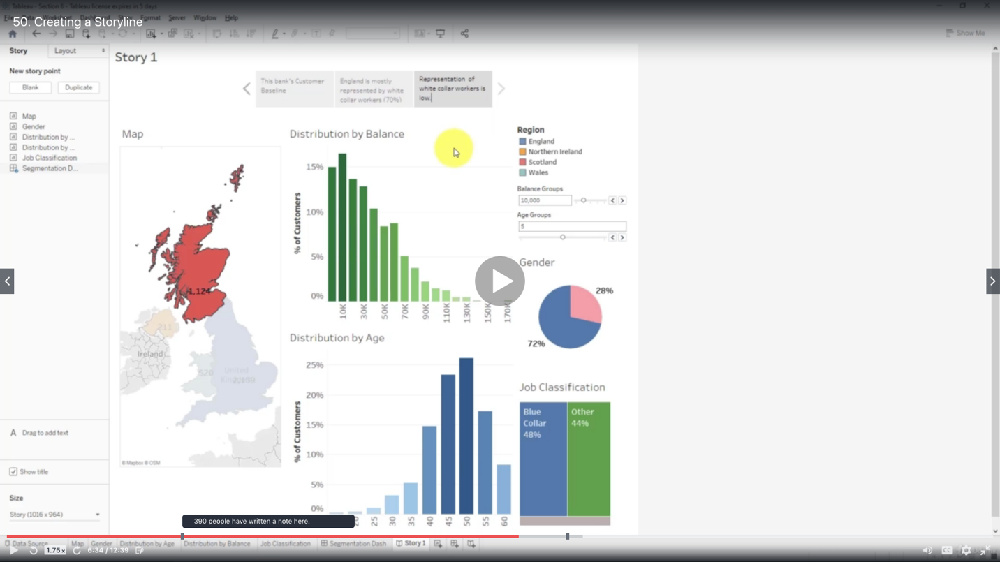 Tableau - Section 6 - Tableau license expires in 5 days
File Data Worksheet Dashboard Story Format Server Window Help
50. Creating a Storyline
Show Me
Story
Layout
New story point
Blank
Duplicate
Map
Gender
Distribution by ...
Distribution by ...
Job Classification
Segmentation D...
A Drag to add text
Show title
Size
Story (1016 x 964)
Story 1
This bank's Customer
Baseline
England is mostly
represented by white
collar workers (70%)
Representation of
white collar workers is
low.
Map
1,124
211
Ireland
520
United
Kingdom
© Mapbox © OSM
Distribution by Balance
% of Customers
15%
10%
5%
0%
10K
30K
50K
70K
90K
110K
130K
150K
170K
Distribution by Age
% of Customers
25%
20%
15%
10%
5%
0%
20
25
30
35
40
45
50
55
60
Region
England
Northern Ireland
Scotland
Wales
Balance Groups
10,000
Age Groups
5
Gender
28%
72%
Job Classification
Blue
Collar
48%
Other
44%
390 people have written a note here.
Data Source
Map
Gender
Distribution by Age
Distribution by Balance
Job Classification
Segmentation Dash
Story 1
1.75x
6:34 / 12:39
CC